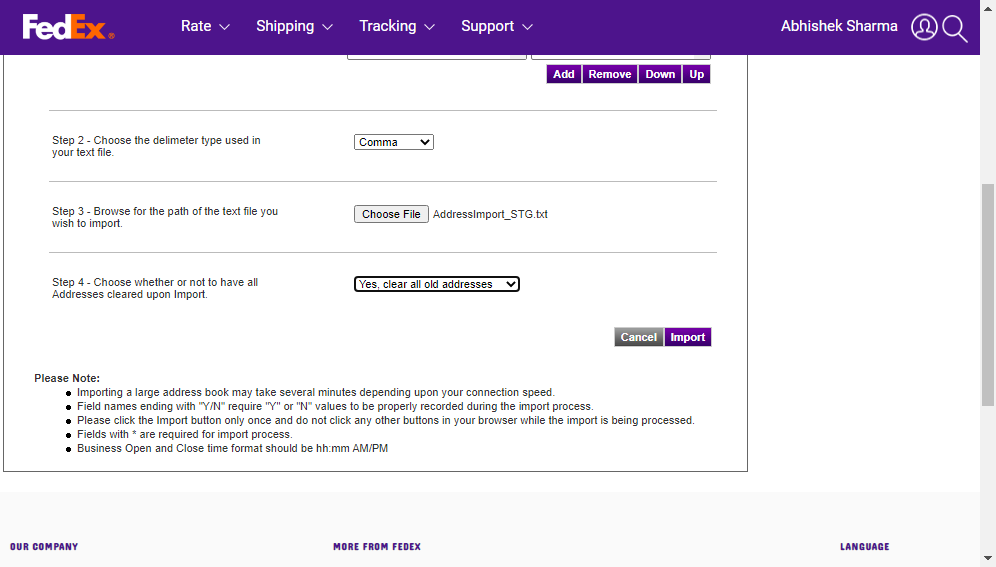 FedEx®
Rate Shipping Tracking Support Abhishek Sharma
Add Remove Down Up
Step 2 - Choose the delimeter type used in
your text file.
Comma
Step 3 - Browse for the path of the text file you
wish to import.
Choose File AddressImport_STG.txt
Step 4 - Choose whether or not to have all
Addresses cleared upon Import.
Yes, clear all old addresses
Cancel Import
Please Note:
Importing a large address book may take several minutes depending upon your connection speed.
Field names ending with "Y/N" require "Y" or "N" values to be properly recorded during the import process.
Please click the Import button only once and do not click any other buttons in your browser while the import is being processed.
Fields with * are required for import process.
Business Open and Close time format should be hh:mm AM/PM
OUR COMPANY MORE FROM FEDEX LANGUAGE